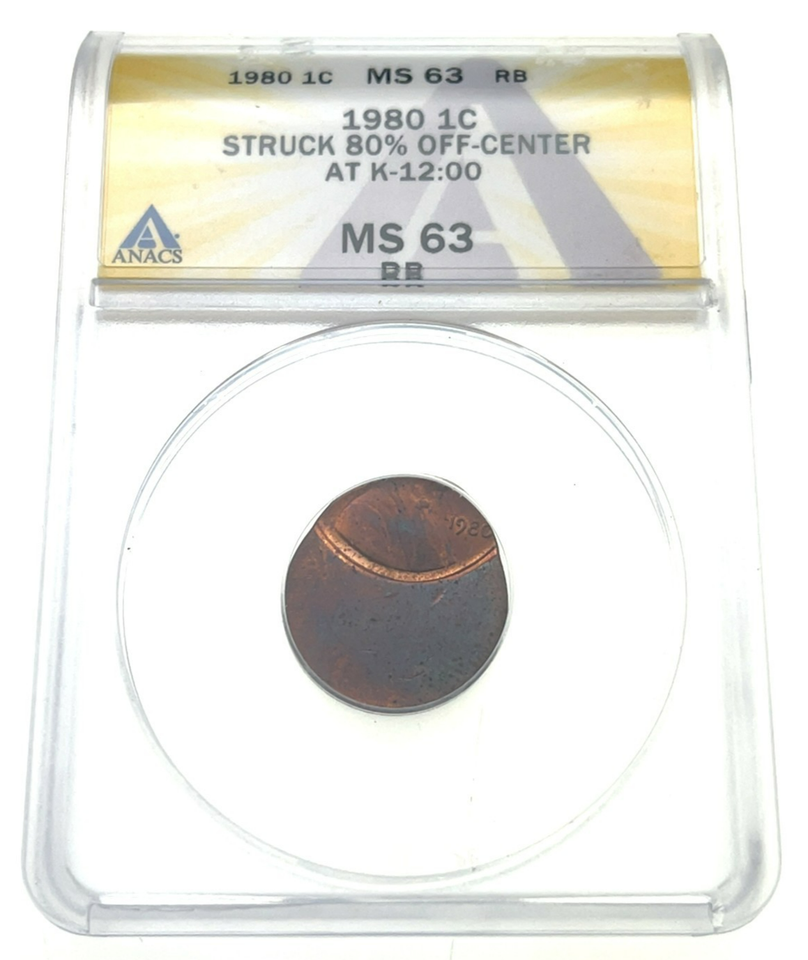 1980 1C MS 63 RB
1980 1C
STRUCK 80% OFF-CENTER
AT K-12:00
MS 63
RB
ANACS
1980